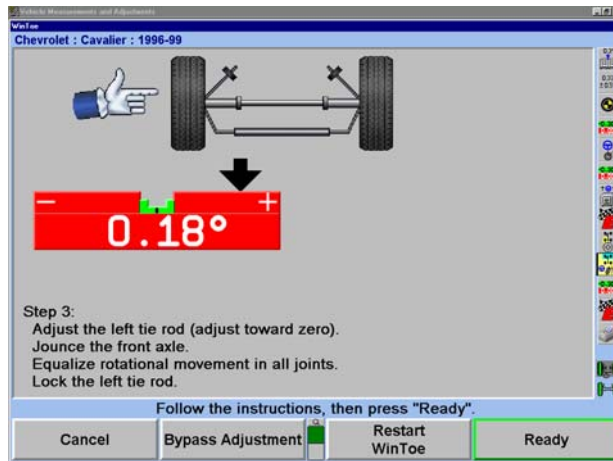 Vehicle Measurements and Adjustments
WinToe
Chevrolet : Cavalier : 1996-99
− +
0.18°
Step 3:
Adjust the left tie rod (adjust toward zero).
Jounce the front axle.
Equalize rotational movement in all joints.
Lock the left tie rod.
Follow the instructions, then press "Ready".
Cancel
Bypass Adjustment
Restart
WinToe
Ready